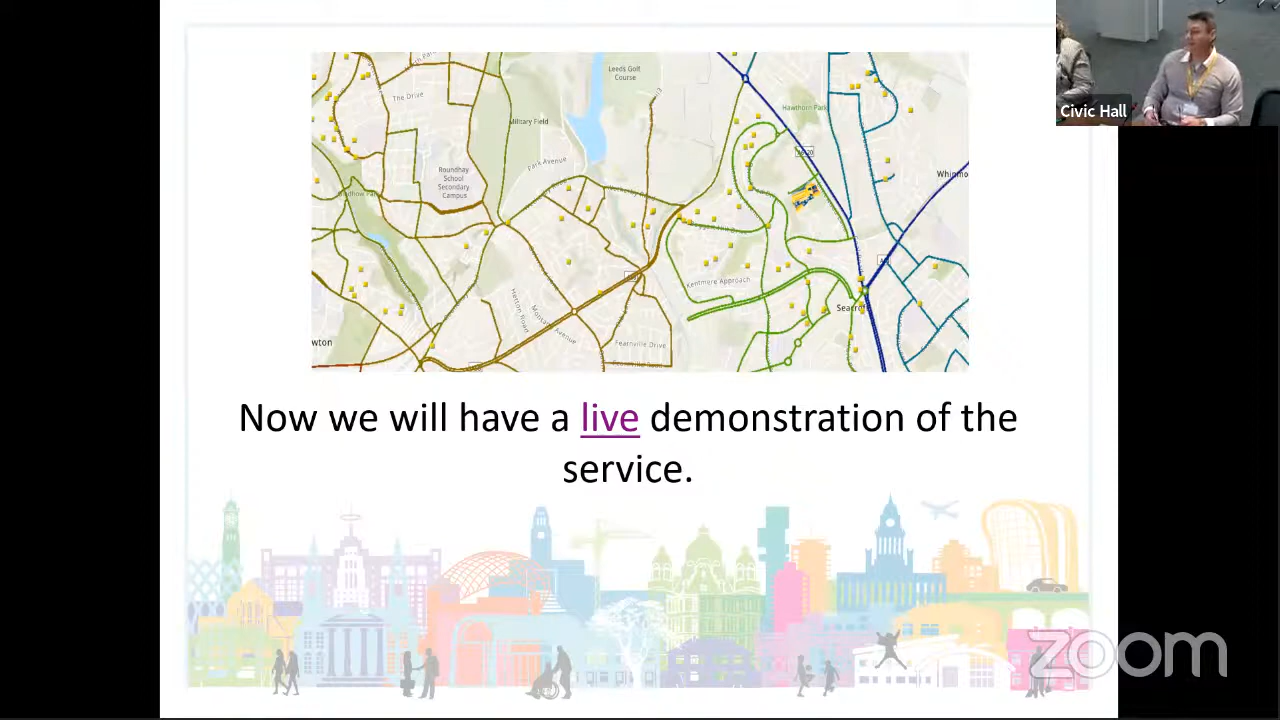 Leeds Golf
Course
The Drive
Military Field
Hawthorn Park
Civic Hall
Park Avenue
Roundhay
School
Secondary
Campus
Whinmo
Kentmere Approach
Searrof
Fearnville Drive
wton
Now we will have a live demonstration of the
service.
zoom